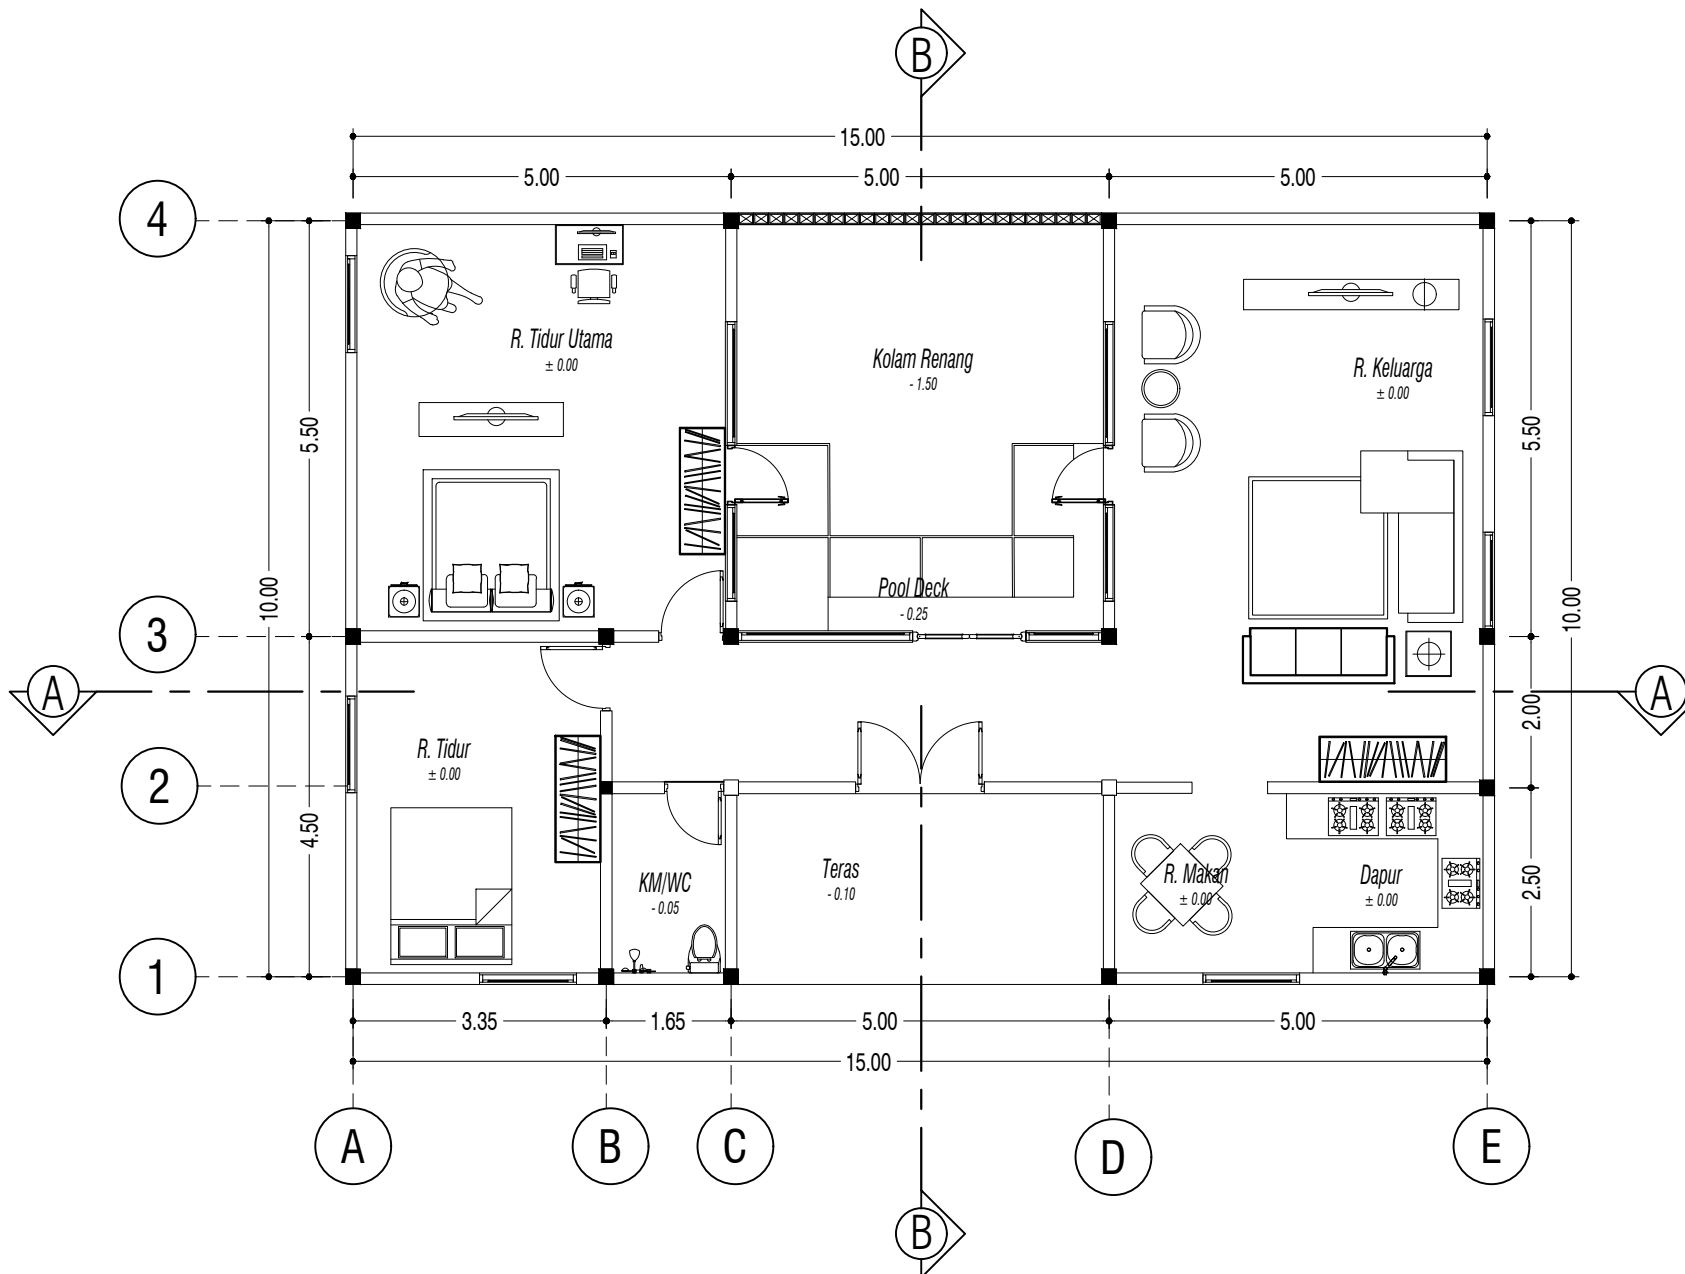 B
15.00
5.00 5.00 5.00
4
R. Tidur Utama
± 0.00
Kolam Renang
- 1.50
R. Keluarga
± 0.00
5.50
5.50
10.00
10.00
Pool Deck
- 0.25
3
A
A
2.00
R. Tidur
± 0.00
2
4.50
KM/WC
- 0.05
Teras
- 0.10
R. Makan
± 0.00
Dapur
± 0.00
2.50
1
3.35 1.65 5.00 5.00
15.00
A B C D E
B